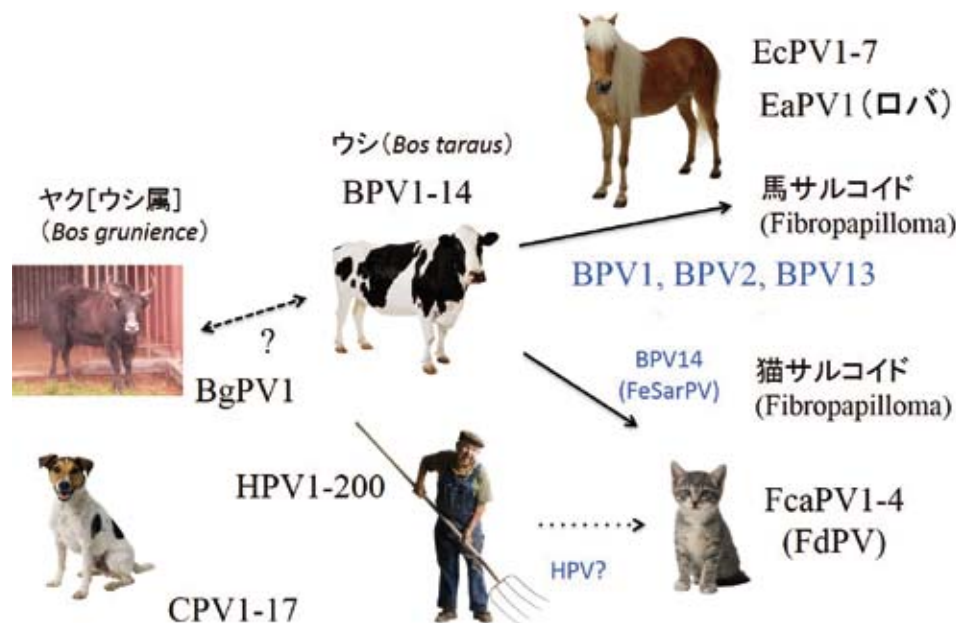 EcPV1-7
EaPV1（ロバ）
ウシ（Bos taraus）
BPV1-14
ヤク[ウシ属]
（Bos grunience）
馬サルコイド
(Fibropapilloma)
BPV1, BPV2, BPV13
?
BgPV1
BPV14
(FeSarPV)
猫サルコイド
(Fibropapilloma)
HPV1-200
FcaPV1-4
(FdPV)
HPV?
CPV1-17